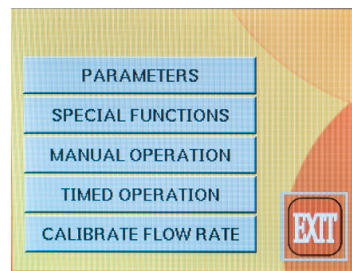 PARAMETERS
SPECIAL FUNCTIONS
MANUAL OPERATION
TIMED OPERATION
CALIBRATE FLOW RATE
EXIT